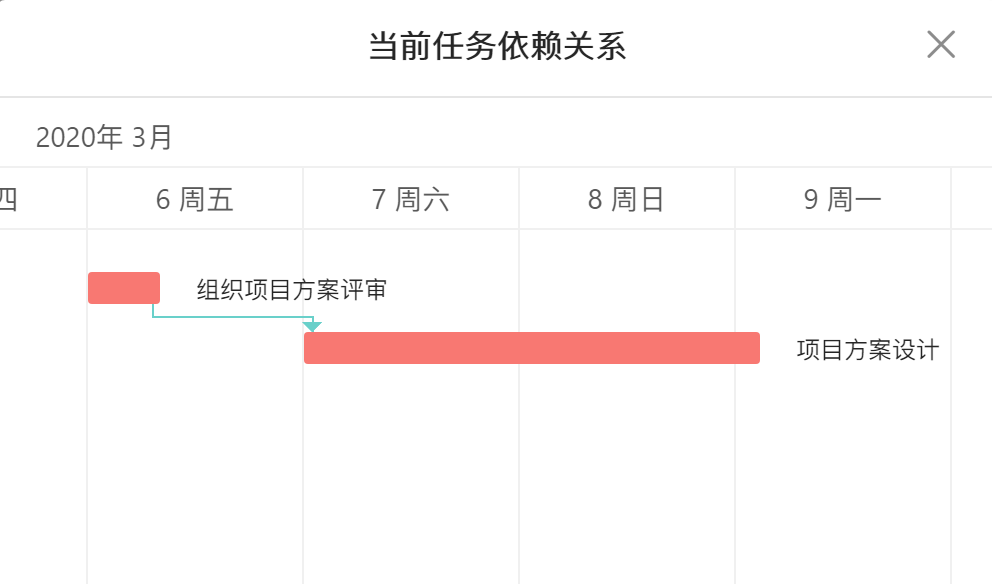 当前任务依赖关系
2020年 3月
四 6 周五 7 周六 8 周日 9 周一
组织项目方案评审
项目方案设计